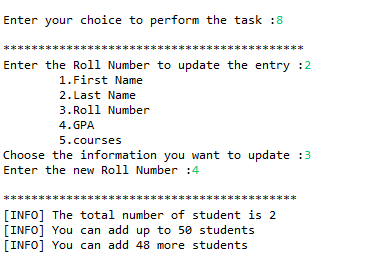 Enter your choice to perform the task :8
*******************************************
Enter the Roll Number to update the entry :2
1.First Name
2.Last Name
3.Roll Number
4.GPA
5.courses
Choose the information you want to update :3
Enter the new Roll Number :4
******************************************
[INFO] The total number of student is 2
[INFO] You can add up to 50 students
[INFO] You can add 48 more students